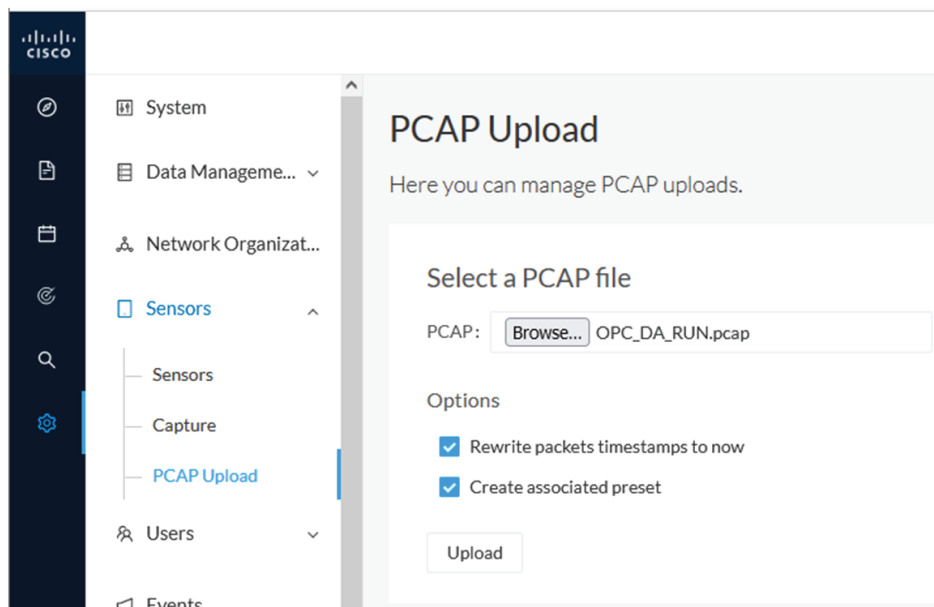 CISCO
System
Data Manageme...
Network Organizat...
Sensors
Sensors
Capture
PCAP Upload
Users
Events
PCAP Upload
Here you can manage PCAP uploads.
Select a PCAP file
PCAP: Browse... OPC_DA_RUN.pcap
Options
Rewrite packets timestamps to now
Create associated preset
Upload